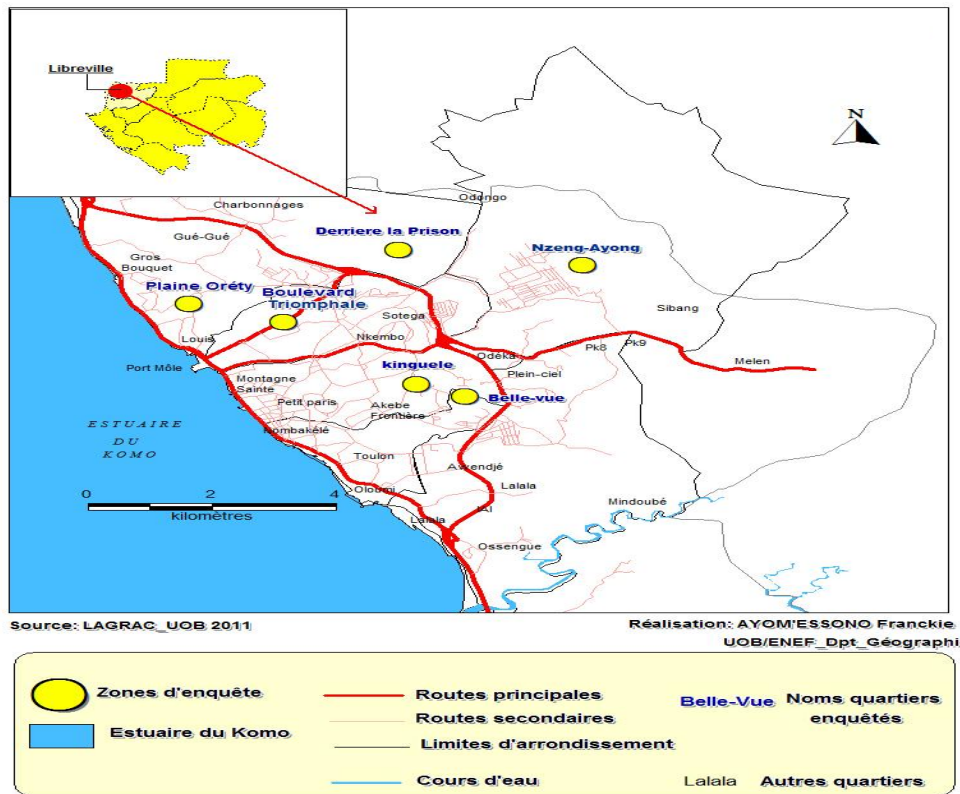 Libreville
N
Odongo
Charbonnages
Derriere la Prison
Gué-Gué
Nzeng-Ayong
Gros
Bouquet
Plaine Oréty
Boulevard
Triomphale
Sibang
Sotega
Louis
Nkembo
Pk8
Pk9
Odéka
Melen
Port Môle
kinguele
Plein-ciel
Montagne
Sainte
Belle-vue
Petit paris
Akebe
Frontière
ESTUAIRE
DU
KOMO
Nombakélé
Toulon
Awendjé
Lalala
Oloumi
0 2 4
kilomètres
Mindoubé
IAI
Lalala
Ossengue
Source: LAGRAC_UOB 2011
Réalisation: AYOM'ESSONO Franckie
UOB/ENEF_Dpt_Géographi
Zones d'enquête
Estuaire du Komo
Routes principales
Routes secondaires
Limites d'arrondissement
Cours d'eau
Belle-Vue Noms quartiers
enquêtés
Lalala Autres quartiers